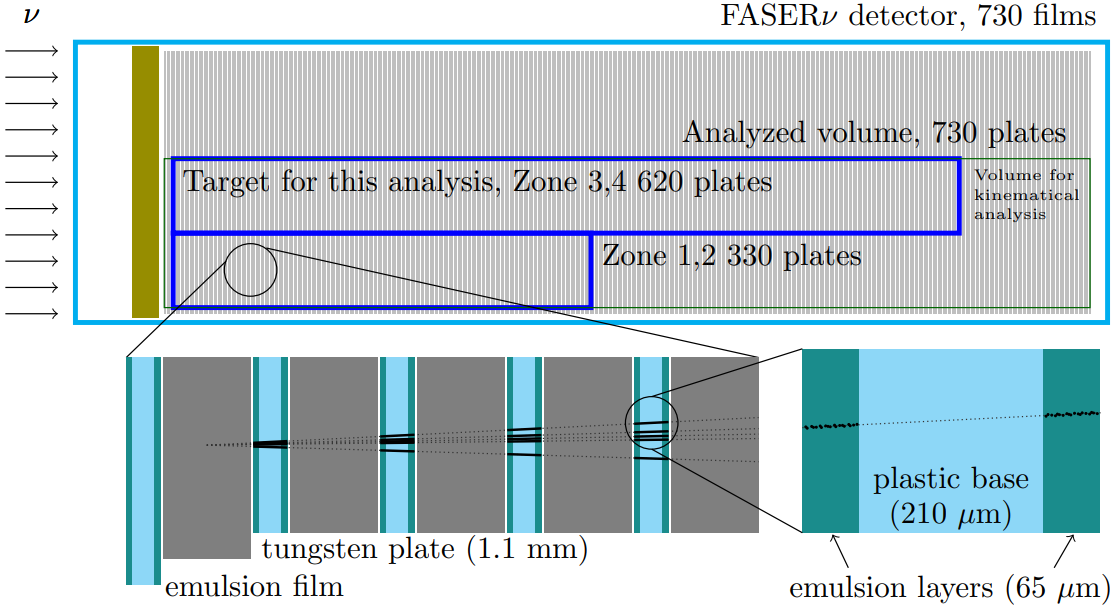 ν
FASERν detector, 730 films
Analyzed volume, 730 plates
Target for this analysis, Zone 3,4 620 plates
Volume for
kinematical
analysis
Zone 1,2 330 plates
plastic base
(210 μm)
tungsten plate (1.1 mm)
emulsion film
emulsion layers (65 μm)